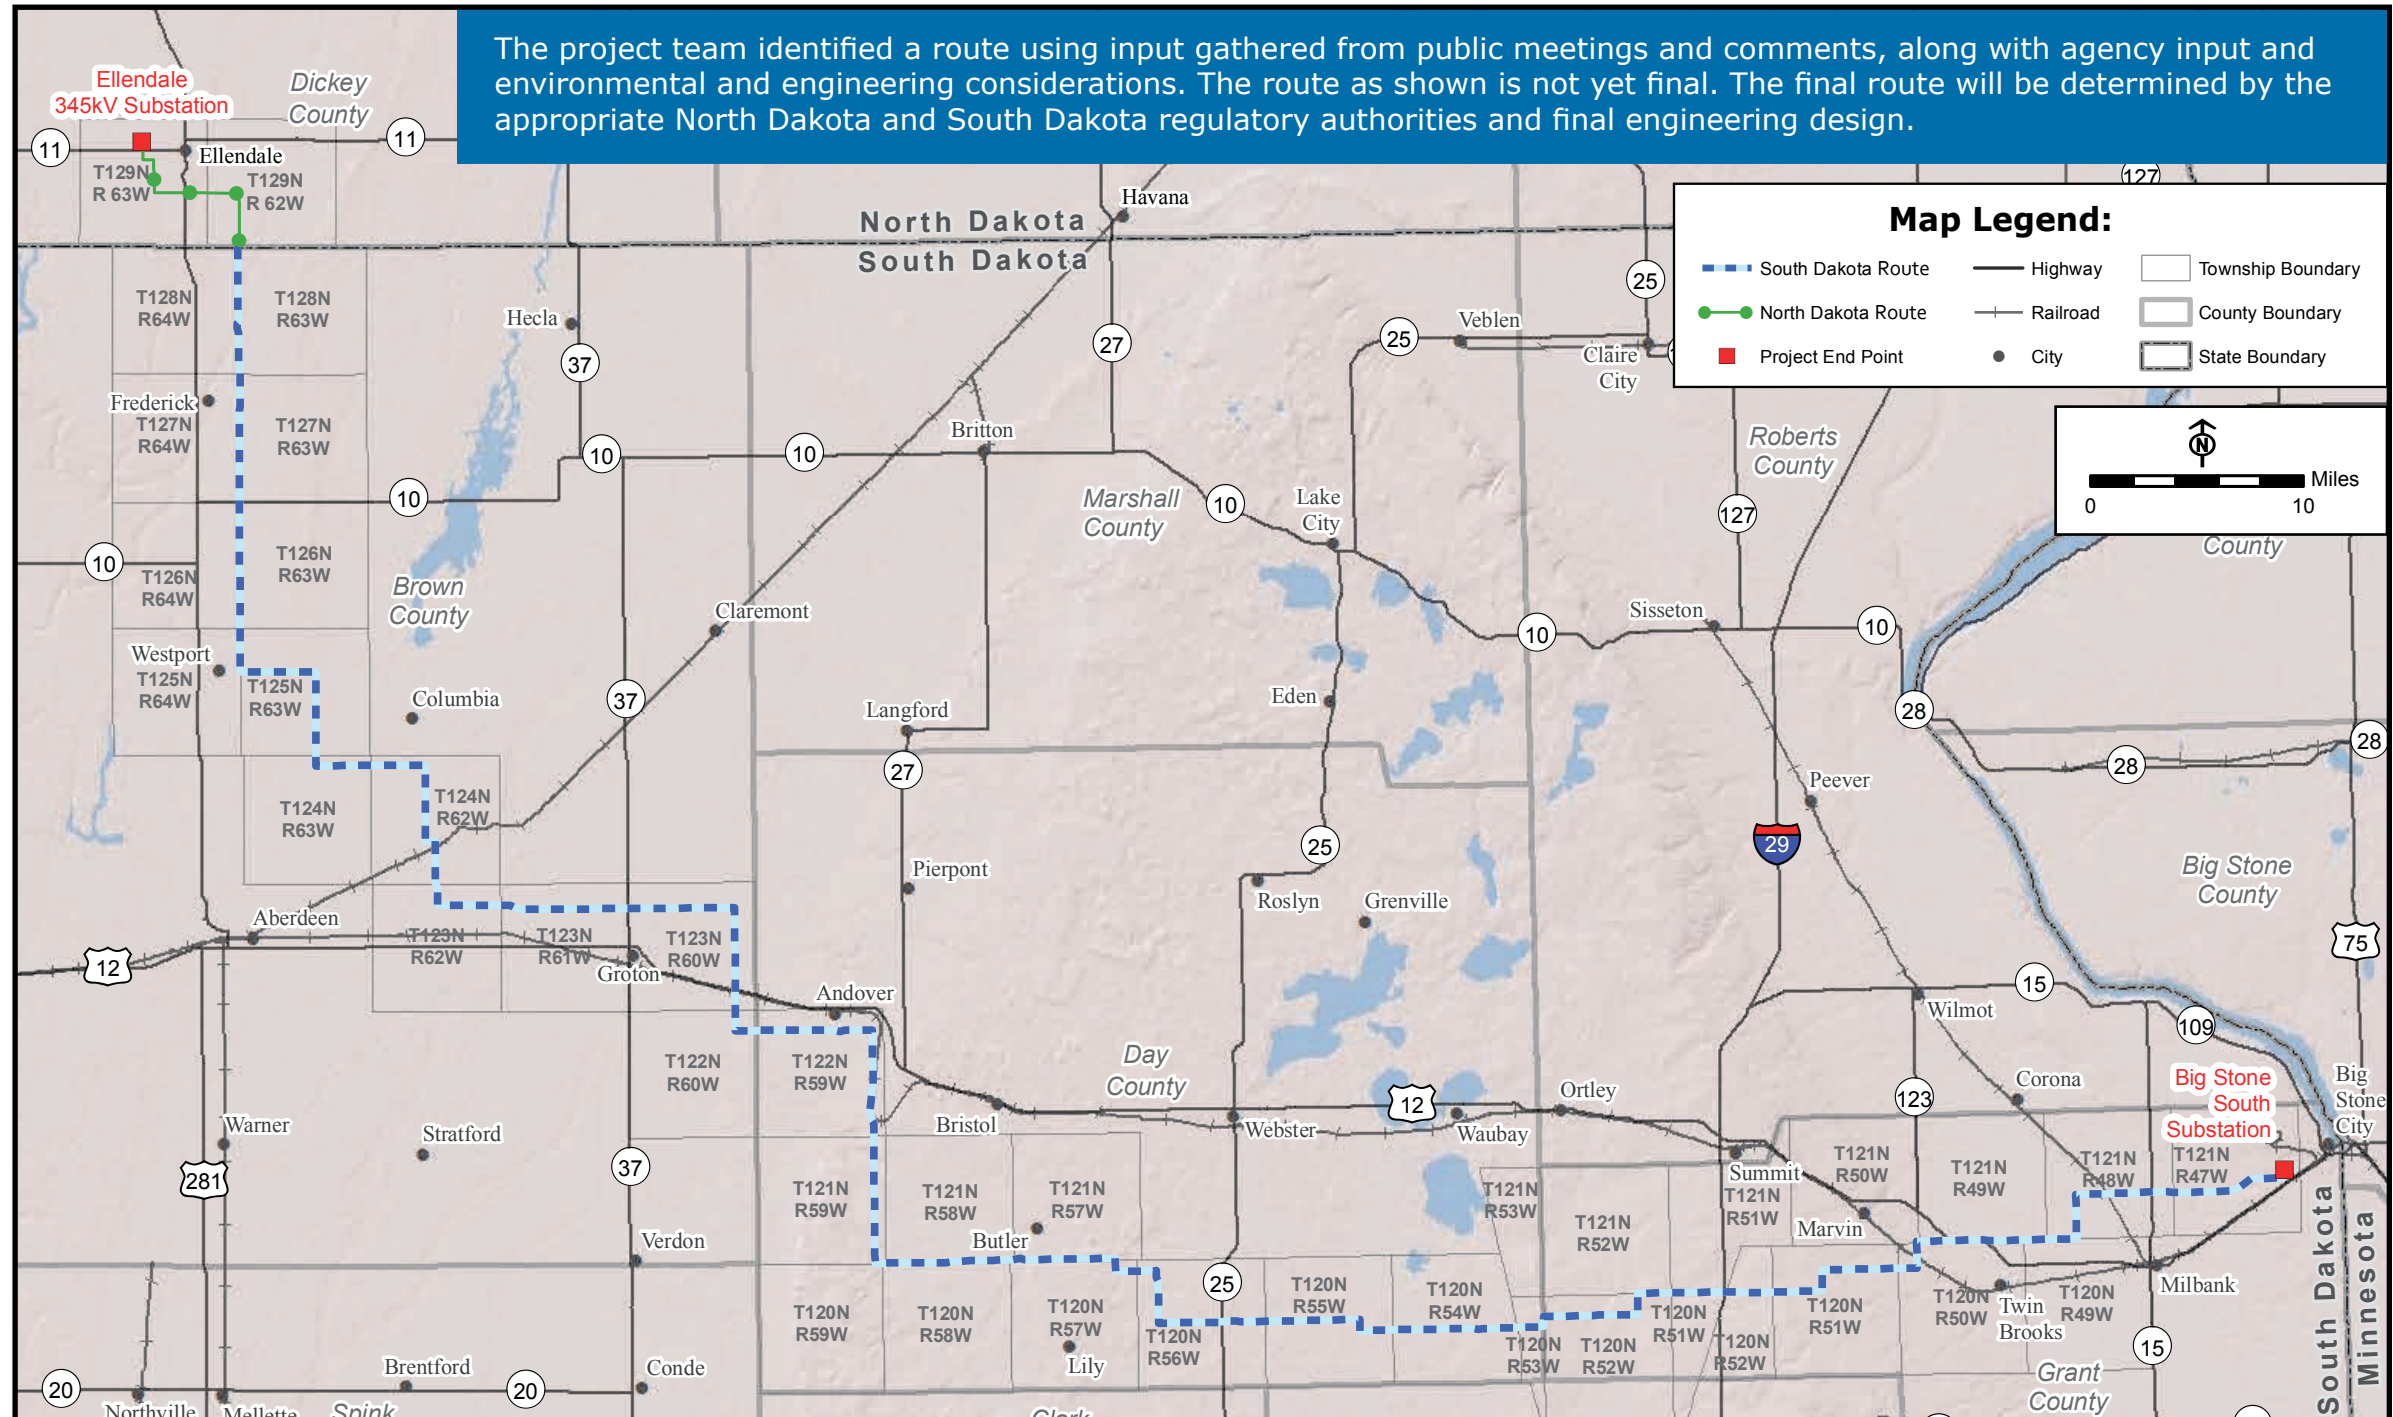 The project team identified a route using input gathered from public meetings and comments, along with agency input and
environmental and engineering considerations. The route as shown is not yet final. The final route will be determined by the
appropriate North Dakota and South Dakota regulatory authorities and final engineering design.
Ellendale
345kV Substation
Dickey
County
11
11
Ellendale
T129N
R 63W
T129N
R 62W
127
Havana
North Dakota
South Dakota
Map Legend:
South Dakota Route
Highway
Township Boundary
North Dakota Route
Railroad
County Boundary
Project End Point
City
State Boundary
N
Miles
0
10
County
T128N
R64W
T128N
R63W
Hecla
37
27
25
25
Veblen
Claire
City
Frederick
T127N
R64W
T127N
R63W
Britton
10
10
10
10
10
Roberts
County
Marshall
County
Lake
City
127
T126N
R64W
T126N
R63W
Brown
County
Claremont
Sisseton
10
10
Westport
T125N
R64W
T125N
R63W
Columbia
37
Langford
Eden
28
28
28
27
Peever
T124N
R63W
T124N
R62W
25
29
Big Stone
County
Pierpont
Roslyn
Grenville
Aberdeen
12
T123N
R62W
T123N
R61W
T123N
R60W
Groton
Andover
75
15
Wilmot
109
T122N
R60W
T122N
R59W
Day
County
12
Ortley
123
Corona
Big Stone
South
Substation
Big
Stone
City
Warner
Stratford
Bristol
Webster
Waubay
Summit
281
37
T121N
R59W
T121N
R58W
T121N
R57W
T121N
R53W
T121N
R52W
T121N
R51W
T121N
R50W
T121N
R49W
T121N
R48W
T121N
R47W
Butler
Marvin
Verdon
25
T120N
R59W
T120N
R58W
T120N
R57W
T120N
R56W
T120N
R55W
T120N
R54W
T120N
R53W
T120N
R52W
T120N
R51W
T120N
R52W
T120N
R51W
T120N
R50W
T120N
R49W
Twin
Brooks
Milbank
Lily
15
South Dakota
Minnesota
Brentford
Conde
20
20
Grant
County
Northville
Mellette
Spink
Clark